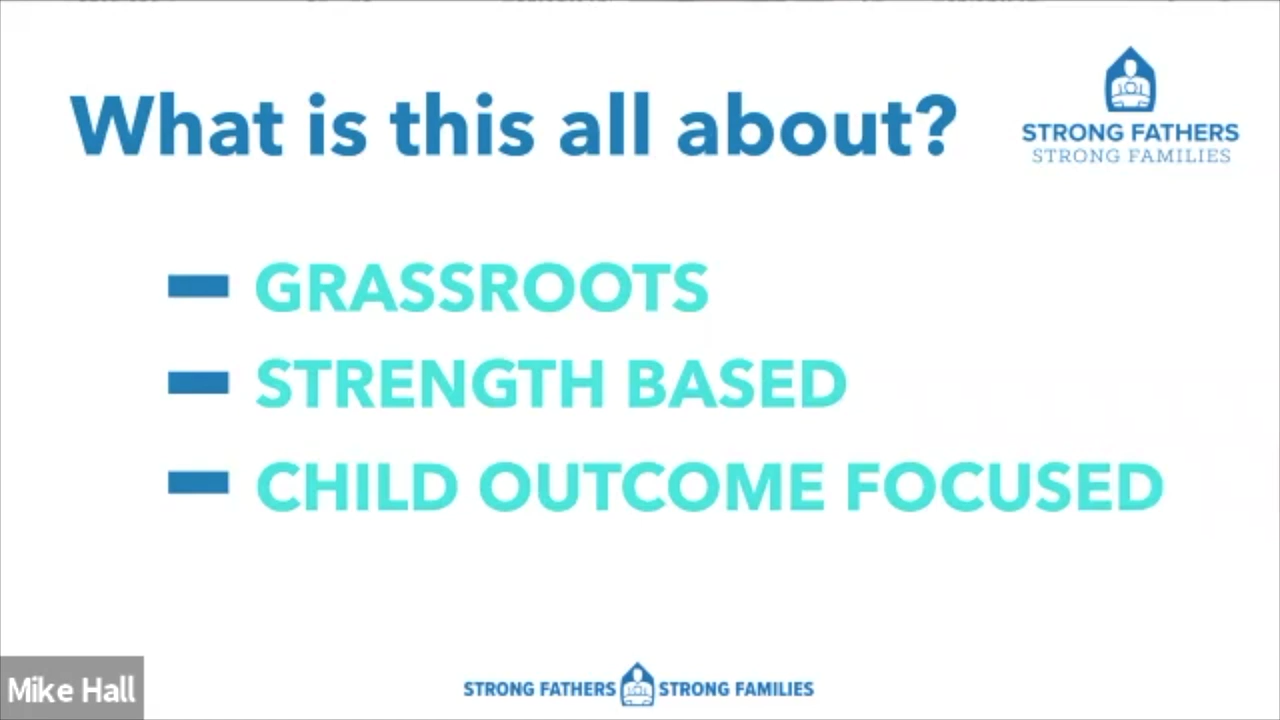 What is this all about?
STRONG FATHERS
STRONG FAMILIES
GRASSROOTS
STRENGTH BASED
CHILD OUTCOME FOCUSED
Mike Hall
STRONG FATHERS STRONG FAMILIES